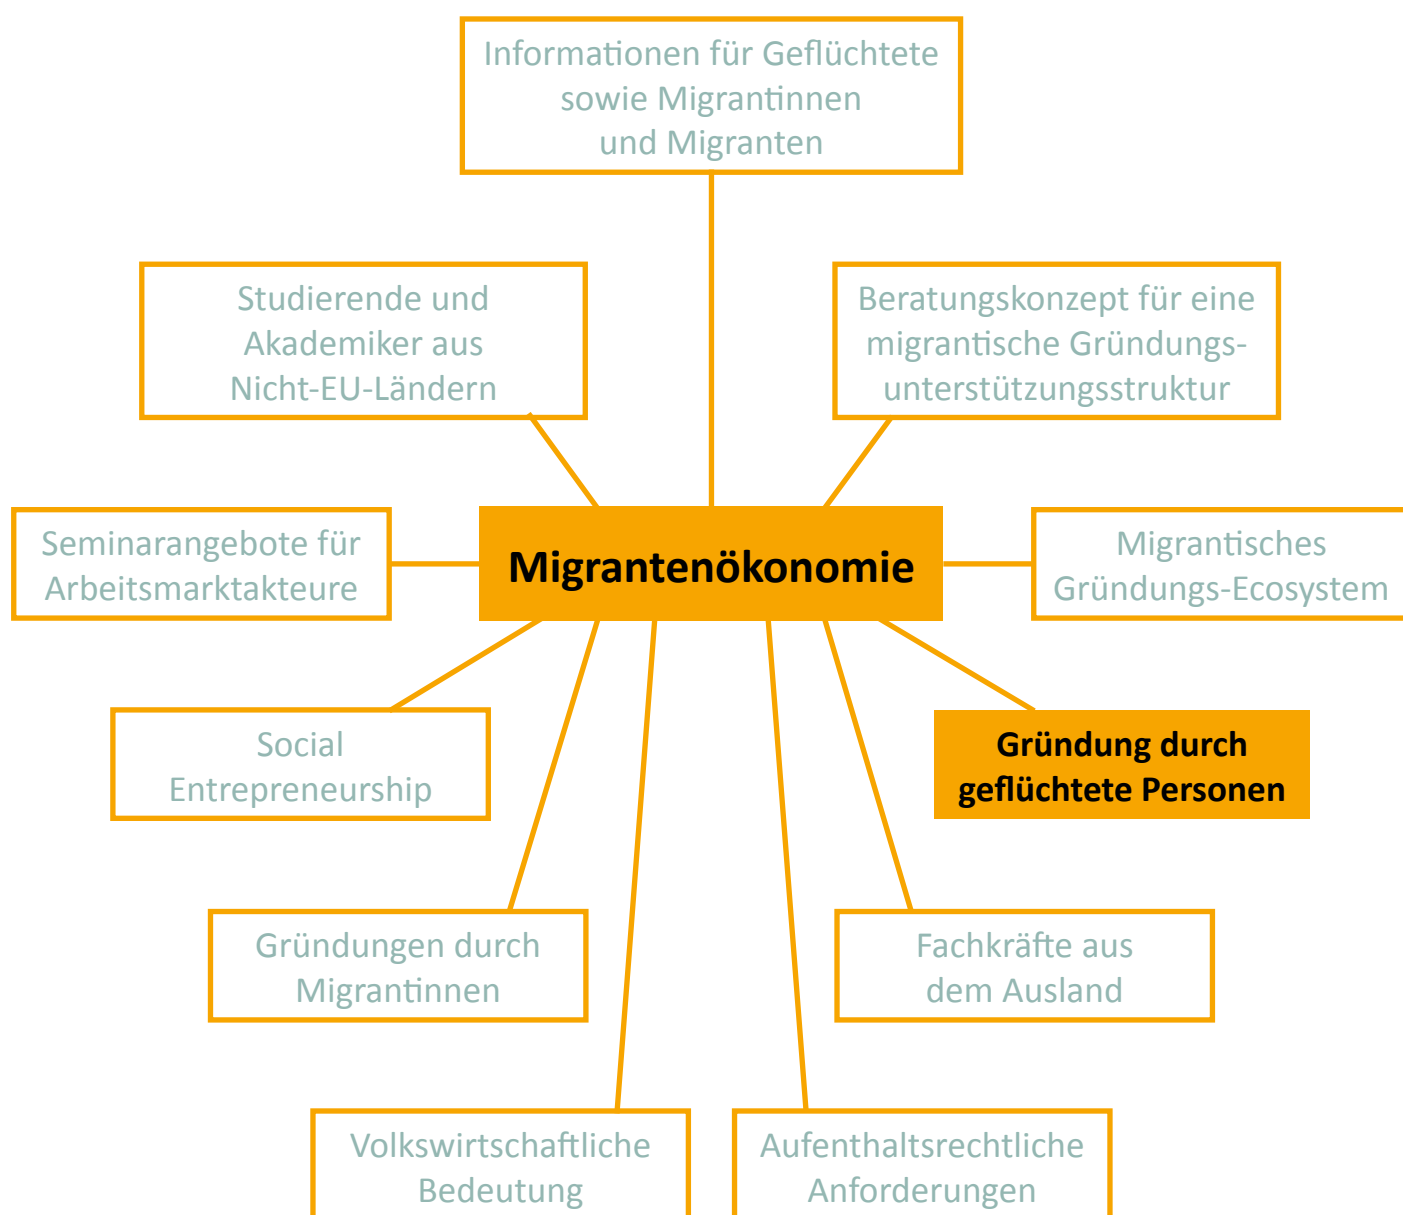 Informationen für Geflüchtete
sowie Migrantinnen
und Migranten
Studierende und
Akademiker aus
Nicht-EU-Ländern
Beratungskonzept für eine
migrantische Gründungs-
unterstützungsstruktur
Seminarangebote für
Arbeitsmarktakteure
Migrantenökonomie
Migrantisches
Gründungs-Ecosystem
Social
Entrepreneurship
Gründung durch
geflüchtete Personen
Gründungen durch
Migrantinnen
Fachkräfte aus
dem Ausland
Volkswirtschaftliche
Bedeutung
Aufenthaltsrechtliche
Anforderungen